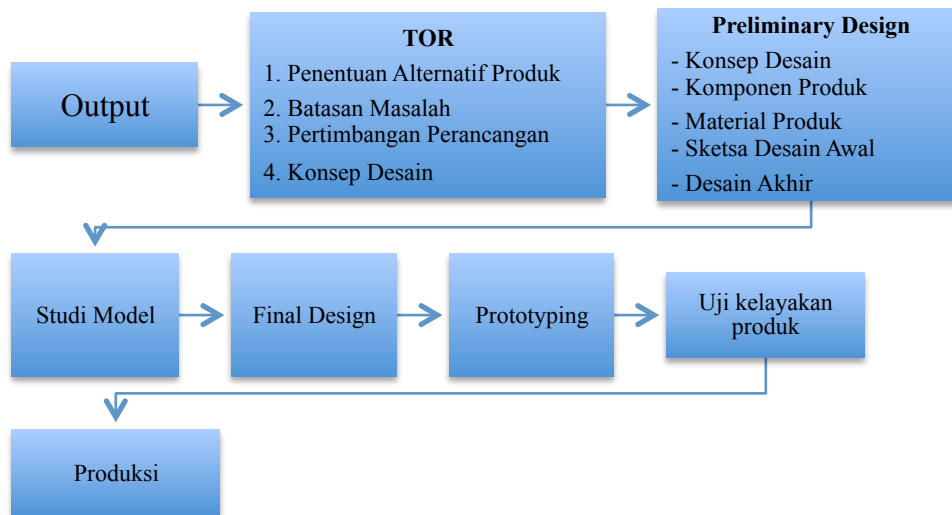 Output
TOR
1. Penentuan Alternatif Produk
2. Batasan Masalah
3. Pertimbangan Perancangan
4. Konsep Desain
Preliminary Design
- Konsep Desain
- Komponen Produk
- Material Produk
- Sketsa Desain Awal
- Desain Akhir
Studi Model
Final Design
Prototyping
Uji kelayakan
produk
Produksi